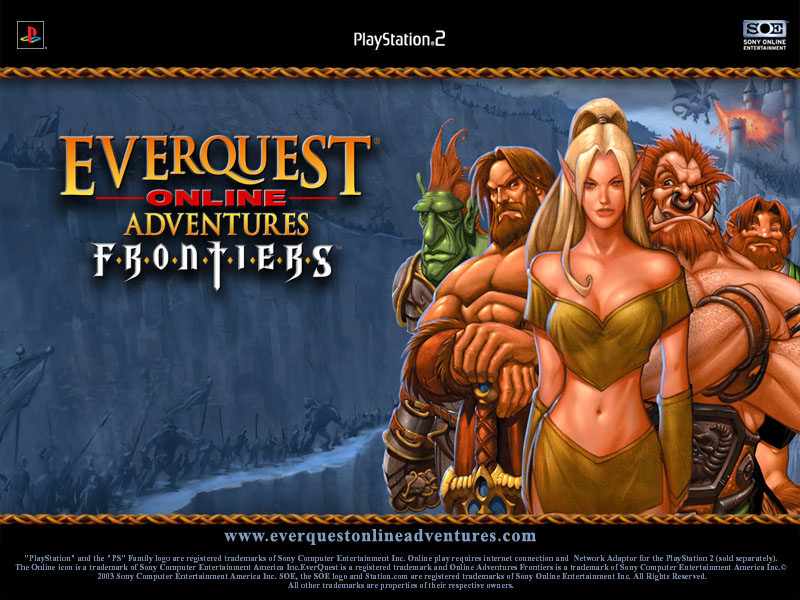 PlayStation®2
SOE
SONY ONLINE
ENTERTAINMENT
EVERQUEST®
ONLINE
ADVENTURES
F·R·O·N·T·I·E·R·S™
www.everquestonlineadventures.com
"PlayStation" and the "PS" Family logo are registered trademarks of Sony Computer Entertainment Inc. Online play requires internet connection and Network Adaptor for the PlayStation 2 (sold separately).
The Online icon is a trademark of Sony Computer Entertainment America Inc.EverQuest is a registered trademark and Online Adventures Frontiers is a trademark of Sony Computer Entertainment America Inc.©
2003 Sony Computer Entertainment America Inc. SOE, the SOE logo and Station.com are registered trademarks of Sony Online Entertainment Inc. All Rights Reserved.
All other trademarks are properties of their respective owners.